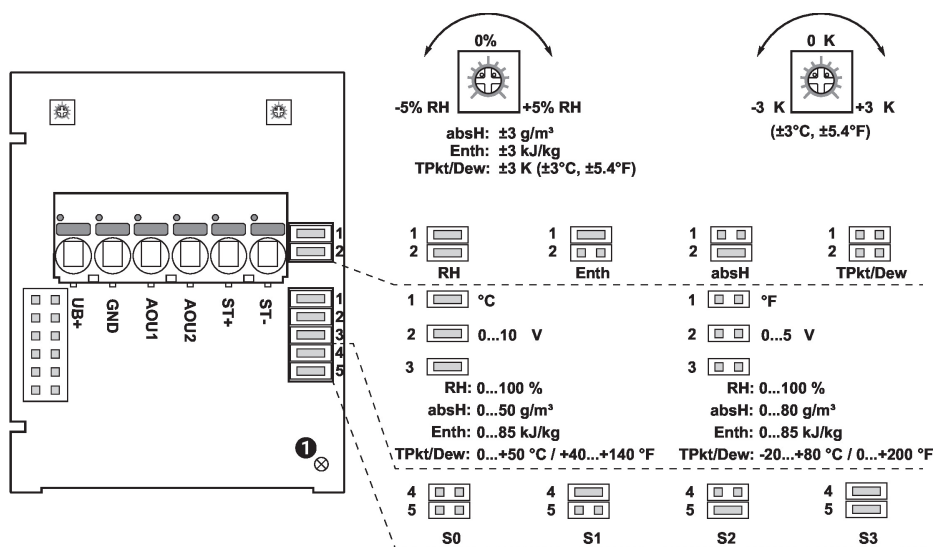 0%
-5% RH
+5% RH
absH: ±3 g/m³
Enth: ±3 kJ/kg
TPkt/Dew: ±3 K (±3°C, ±5.4°F)
0 K
-3 K
+3 K
(±3°C, ±5.4°F)
1
2
UB+
GND
AOU1
AOU2
ST+
ST-
1
2
3
4
5
1
1
2
RH
1
2
Enth
1
2
absH
1
2
TPkt/Dew
1 °C
2 0...10 V
3
RH: 0...100 %
absH: 0...50 g/m³
Enth: 0...85 kJ/kg
TPkt/Dew: 0...+50 °C / +40...+140 °F
1 °F
2 0...5 V
3
RH: 0...100 %
absH: 0...80 g/m³
Enth: 0...85 kJ/kg
TPkt/Dew: -20...+80 °C / 0...+200 °F
4
5
S0
4
5
S1
4
5
S2
4
5
S3